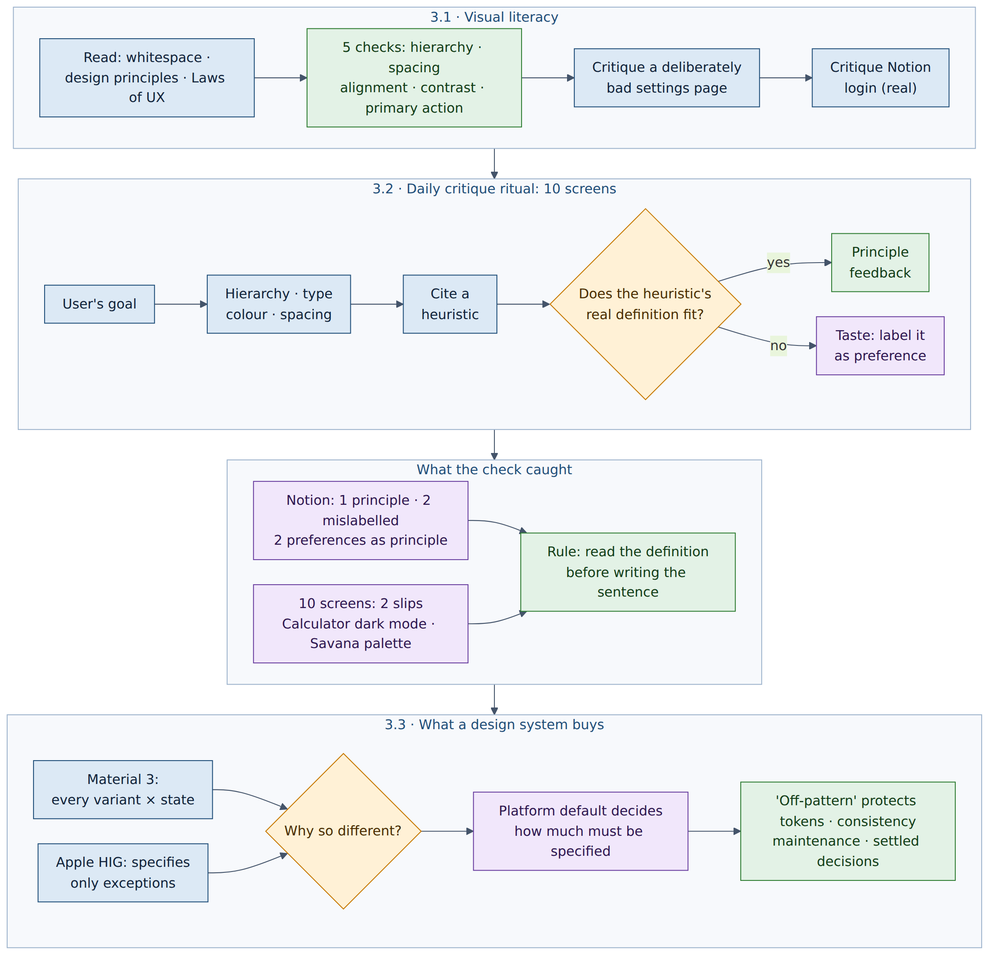 3.1 · Visual literacy
Read: whitespace ·
design principles · Laws
of UX
5 checks: hierarchy ·
spacing
alignment · contrast ·
primary action
Critique a deliberately
bad settings page
Critique Notion
login (real)
3.2 · Daily critique ritual: 10 screens
User's goal
Hierarchy · type
colour · spacing
Cite a
heuristic
Does the heuristic's
real definition fit?
yes
Principle
feedback
no
Taste: label it
as preference
What the check caught
Notion: 1 principle · 2
mislabelled
2 preferences as principle
10 screens: 2 slips
Calculator dark mode ·
Savana palette
Rule: read the definition
before writing the
sentence
3.3 · What a design system buys
Material 3:
every variant × state
Apple HIG: specifies
only exceptions
Why so different?
Platform default decides
how much must be
specified
'Off-pattern' protects
tokens · consistency
maintenance · settled
decisions